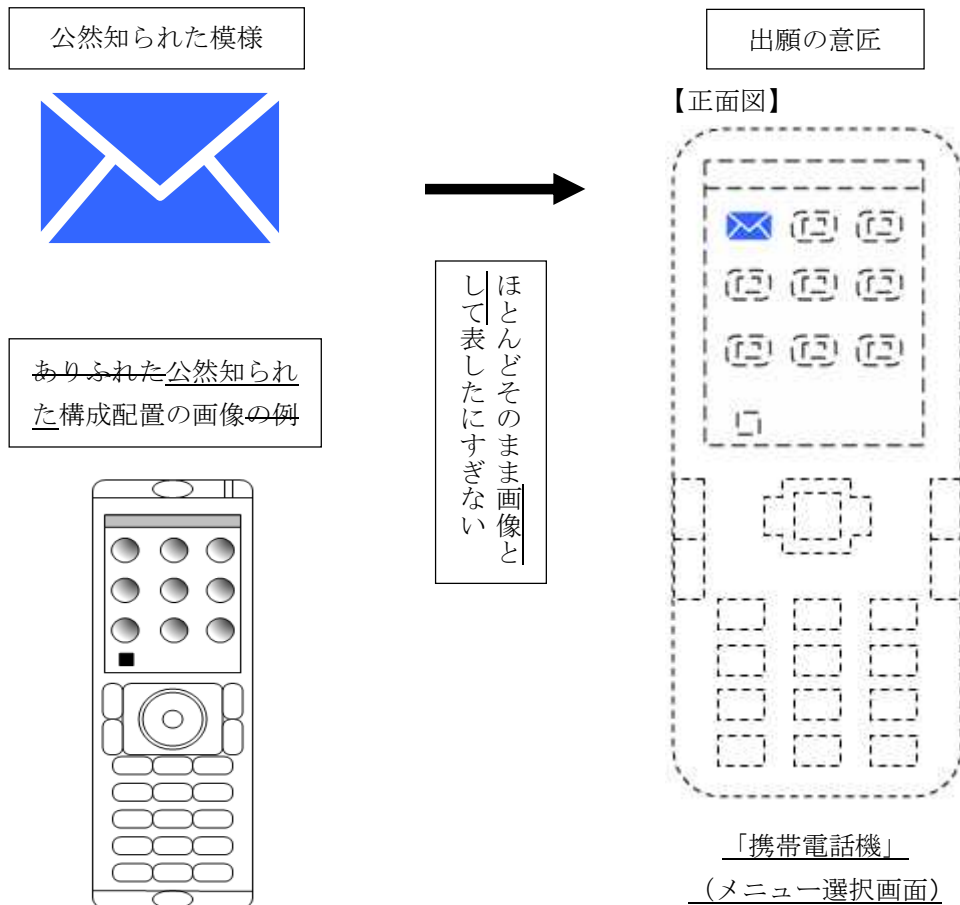 公然知られた模様
出願の意匠
【正面図】
ほとんどそのまま画像と
して表したにすぎない
ありふれた公然知られ
た構成配置の画像の例
「携帯電話機」
（メニュー選択画面）